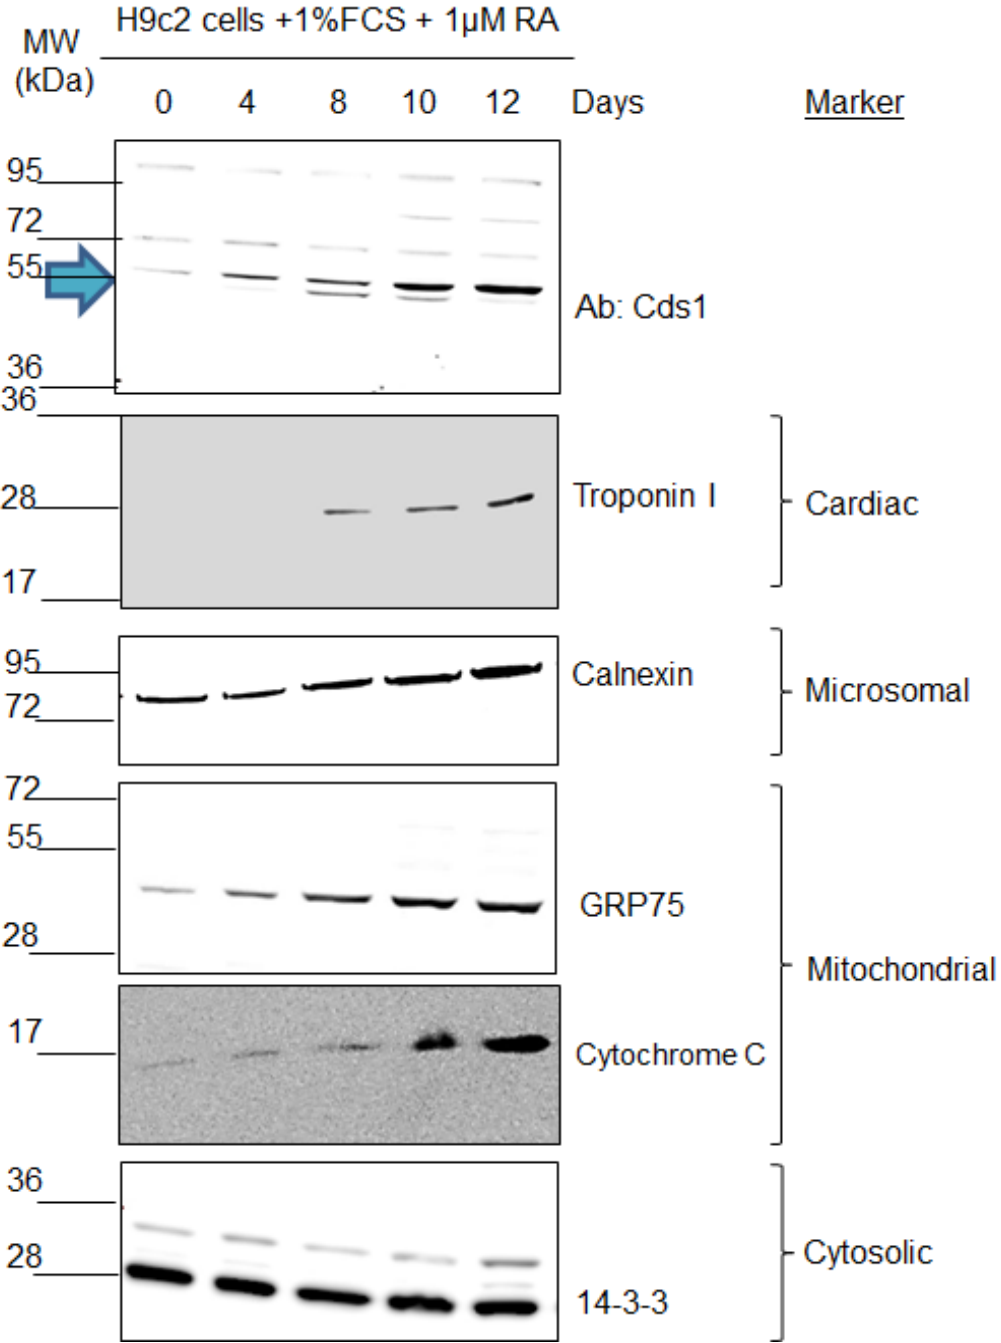 H9c2 cells +1%FCS + 1µM RA
MW
(kDa)
0 4 8 10 12 Days Marker
95
72
55
Ab: Cds1
36
36
28 Troponin I Cardiac
17
95 Calnexin
72 Microsomal
72
55
GRP75
28
Mitochondrial
17
Cytochrome C
36
28 Cytosolic
14-3-3